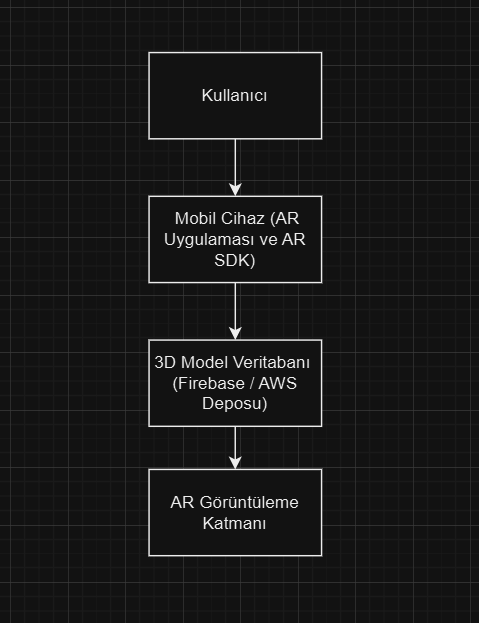 Kullanıcı
Mobil Cihaz (AR
Uygulaması ve AR
SDK)
3D Model Veritabanı
(Firebase / AWS
Deposu)
AR Görüntüleme
Katmanı